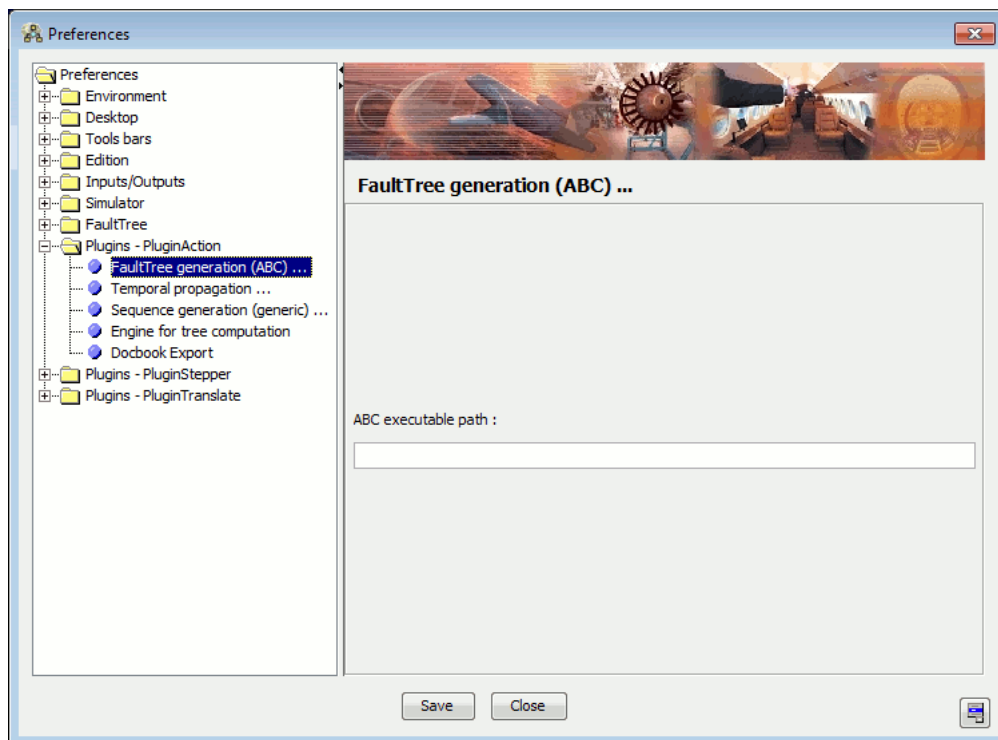 Preferences
Preferences
Environment
Desktop
Tools bars
Edition
Inputs/Outputs
Simulator
FaultTree
Plugins - PluginAction
FaultTree generation (ABC) ...
Temporal propagation ...
Sequence generation (generic) ...
Engine for tree computation
Docbook Export
Plugins - PluginStepper
Plugins - PluginTranslate
FaultTree generation (ABC) ...
ABC executable path :
Save
Close